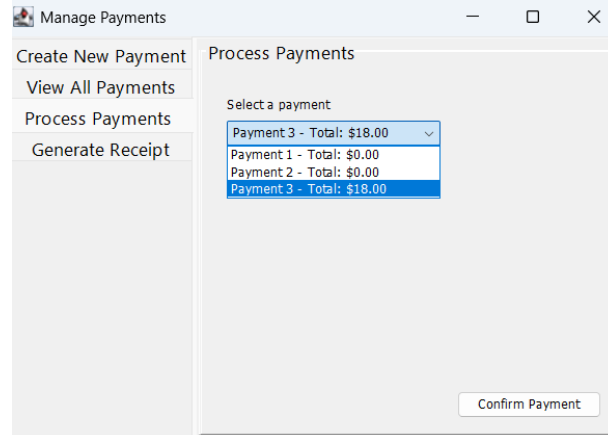 Manage Payments
Create New Payment
View All Payments
Process Payments
Generate Receipt
Process Payments
Select a payment
Payment 3 - Total: $18.00
Payment 1 - Total: $0.00
Payment 2 - Total: $0.00
Payment 3 - Total: $18.00
Confirm Payment